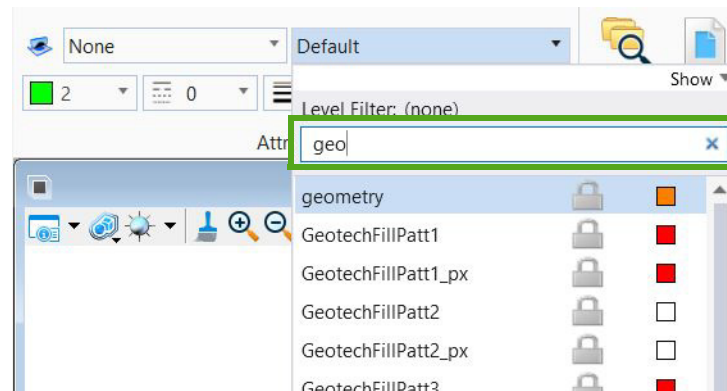 None
Default
Show
2
0
Level Filter: (none)
Attr
geo
geometry
GeotechFillPatt1
GeotechFillPatt1_px
GeotechFillPatt2
GeotechFillPatt2_px
GeotechFillPatt3